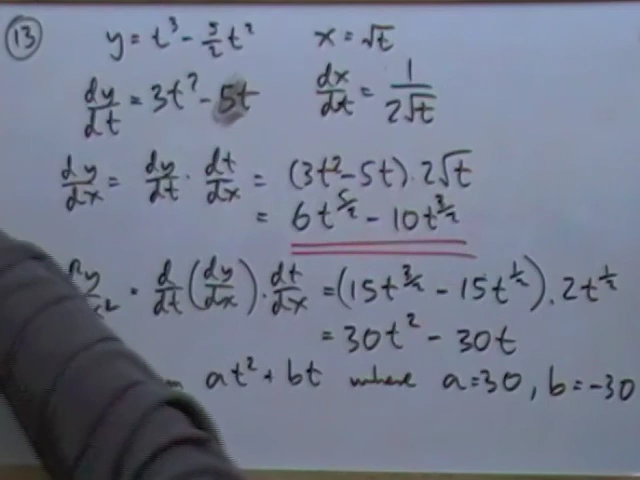 13 y = t³ - 5/2 t² x = √t
dy/dt = 3t² - 5t dx/dt = 1/(2√t)
dy/dx = dy/dt · dt/dx = (3t² - 5t) · 2√t
= 6t^(5/2) - 10t^(3/2)
= d/dt (dy/dx) · dt/dx = (15t^(3/2) - 15t^(1/2)) · 2t^(1/2)
= 30t² - 30t
at² + bt where a=30, b=-30